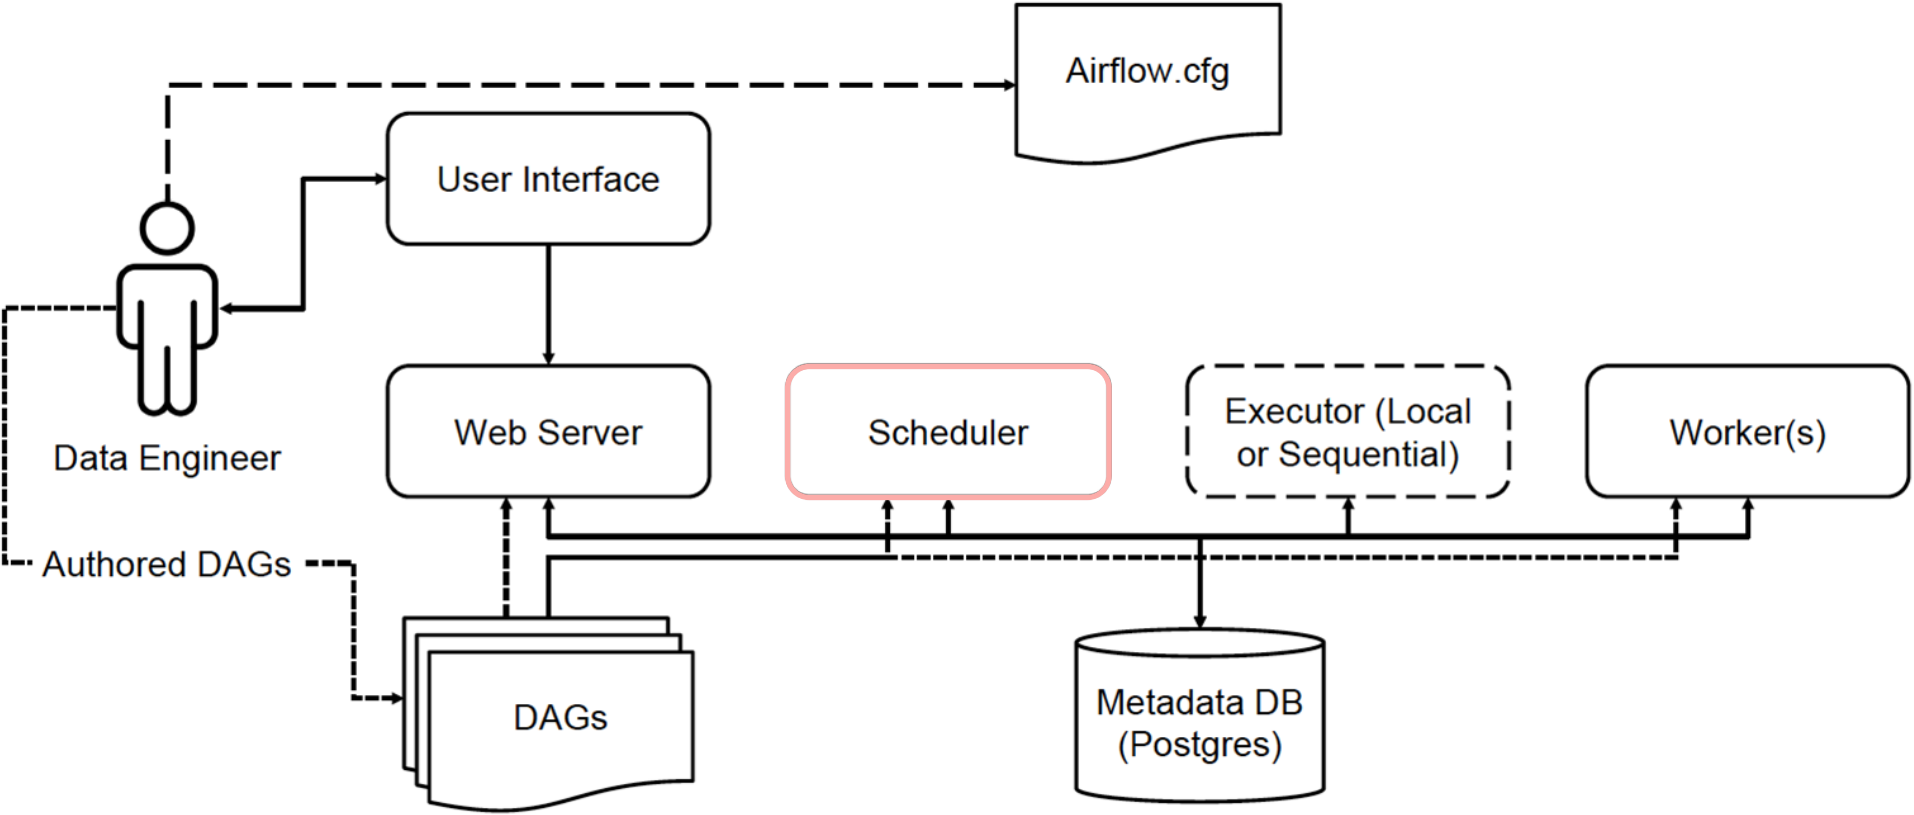 Airflow.cfg
User Interface
Web Server
Scheduler
Executor (Local
or Sequential)
Worker(s)
Data Engineer
Authored DAGs
DAGs
Metadata DB
(Postgres)